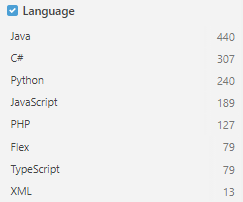 Language
Java 440
C# 307
Python 240
JavaScript 189
PHP 127
Flex 79
TypeScript 79
XML 13